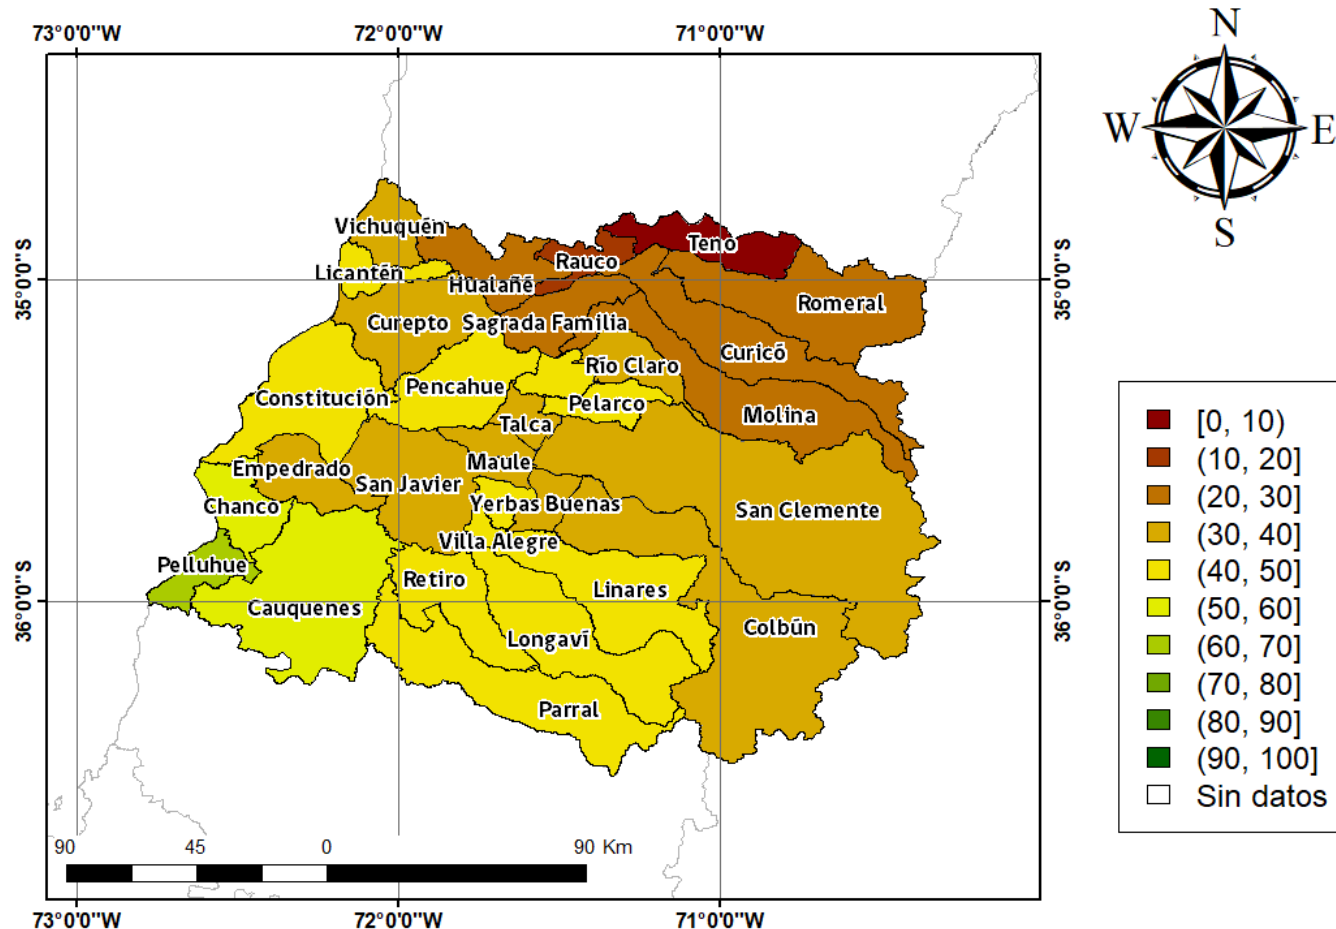 73°0'0"W 72°0'0"W 71°0'0"W
N
W E
S
35°0'0"S
36°0'0"S
35°0'0"S
36°0'0"S
Vichuquén
Licantén
Hualañé
Rauco
Teno
Romeral
Curepto
Sagrada Familia
Curicó
Río Claro
Pencahue
Constitución
Pelarco
Molina
Talca
Maule
Empedrado
San Javier
Yerbas Buenas
San Clemente
Chanco
Villa Alegre
Pelluhue
Retiro
Linares
Cauquenes
Colbún
Longaví
Parral
90 45 0 90 Km
73°0'0"W 72°0'0"W 71°0'0"W
[0, 10)
(10, 20]
(20, 30]
(30, 40]
(40, 50]
(50, 60]
(60, 70]
(70, 80]
(80, 90]
(90, 100]
Sin datos